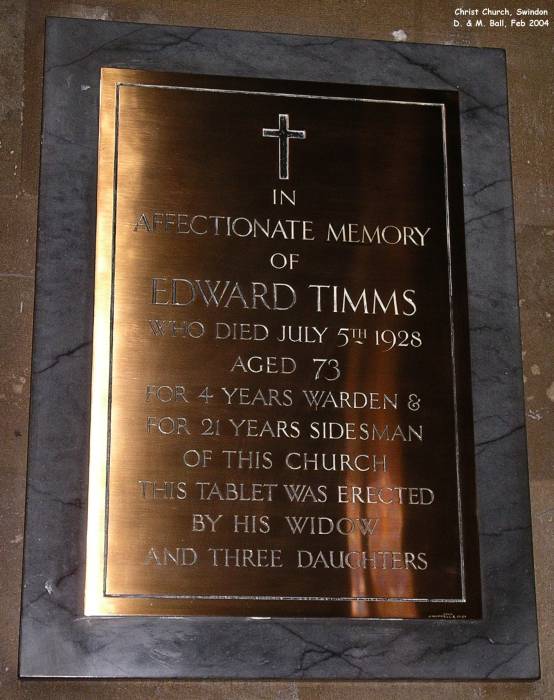 Christ Church, Swindon
D. & M. Ball, Feb 2004
IN
AFFECTIONATE MEMORY
OF
EDWARD TIMMS
WHO DIED JULY 5TH 1928
AGED 73
FOR 4 YEARS WARDEN &
FOR 21 YEARS SIDESMAN
OF THIS CHURCH
THIS TABLET WAS ERECTED
BY HIS WIDOW
AND THREE DAUGHTERS